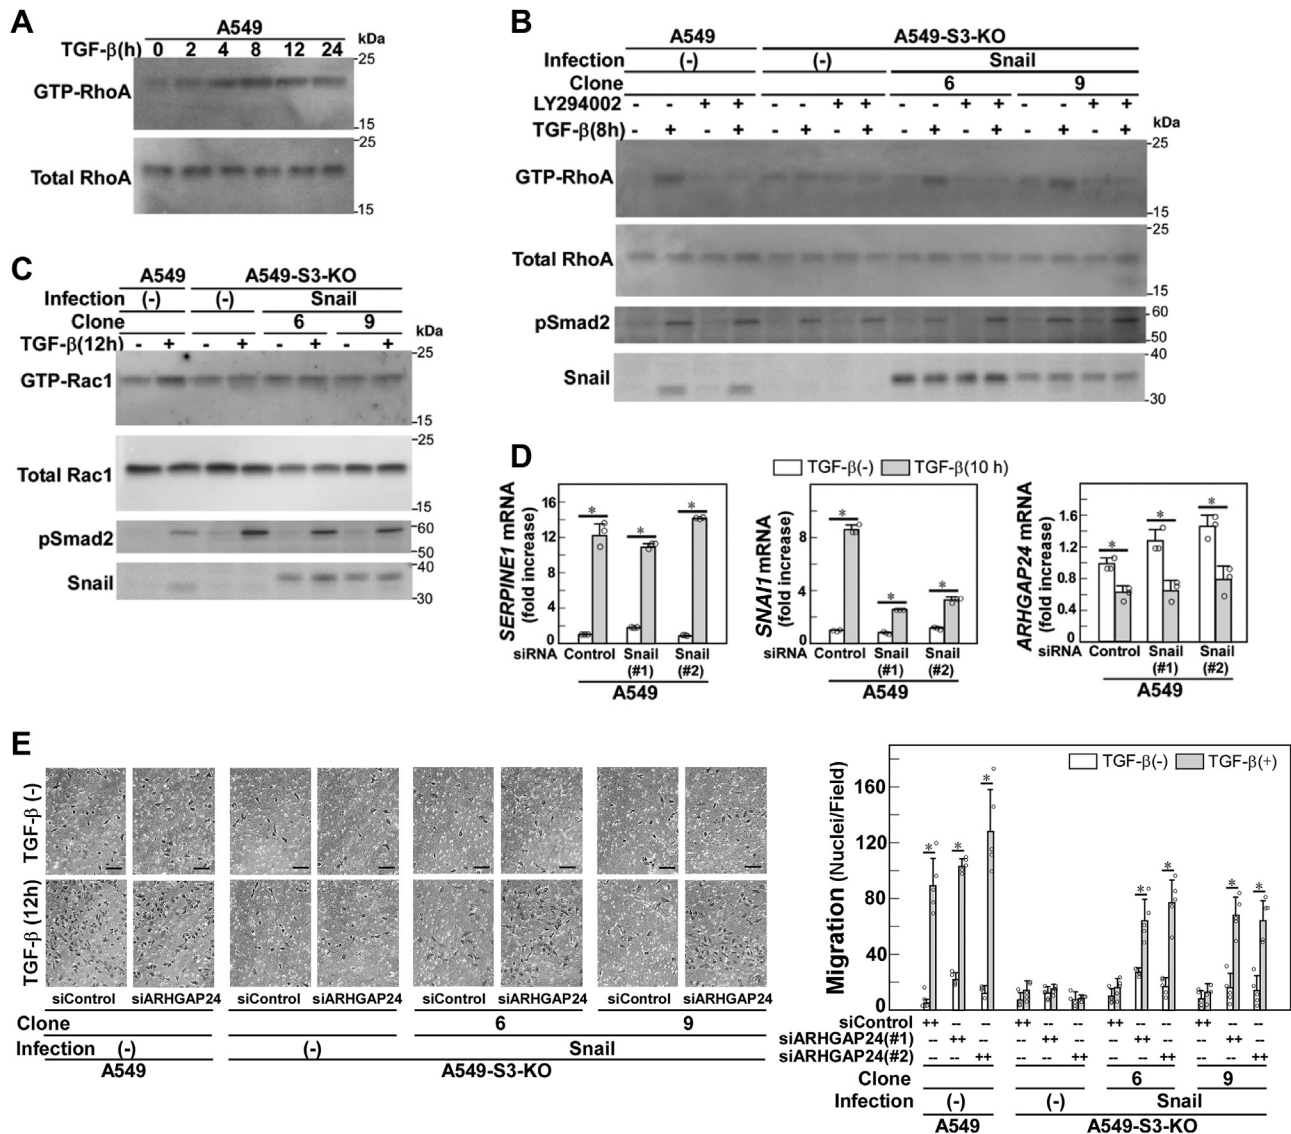 A
A549
TGF-β(h) 0 2 4 8 12 24 kDa
25
GTP-RhoA
15
25
Total RhoA
15
B
A549 A549-S3-KO
Infection (-) (-) Snail
Clone 6 9
LY294002 - - + + - - + + - - + + - - + +
TGF-β(8h) - + - + - + - + - + - + - + - + kDa
25
GTP-RhoA
15
25
Total RhoA
15
60
pSmad2
50
40
Snail
30
C
A549 A549-S3-KO
Infection (-) (-) Snail
Clone 6 9
kDa
TGF-β(12h) - + - + - + - +
25
GTP-Rac1
15
25
Total Rac1
15
60
pSmad2
50
40
Snail
30
D
TGF-β(-) TGF-β(10 h)
SERPINE1 mRNA
(fold increase)
16
12
8
4
0
* * *
siRNA Control Snail (#1) Snail (#2)
A549
SNAI1 mRNA
(fold increase)
8
4
0
* * *
siRNA Control Snail (#1) Snail (#2)
A549
ARHGAP24 mRNA
(fold increase)
1.6
1.2
0.8
0.4
0
* * *
siRNA Control Snail (#1) Snail (#2)
A549
E
TGF-β (-)
TGF-β (12h)
siControl siARHGAP24 siControl siARHGAP24 siControl siARHGAP24 siControl siARHGAP24
Clone 6 9
Infection (-) (-) Snail
A549 A549-S3-KO
TGF-β(-) TGF-β(+)
Migration (Nuclei/Field)
160
120
80
40
0
* * * * * * *
siControl ++ -- -- ++ -- -- ++ -- -- ++ -- --
siARHGAP24(#1) -- ++ -- -- ++ -- -- ++ -- -- ++ --
siARHGAP24(#2) -- -- ++ -- -- ++ -- -- ++ -- -- ++
Clone 6 9
Infection (-) (-) Snail
A549 A549-S3-KO